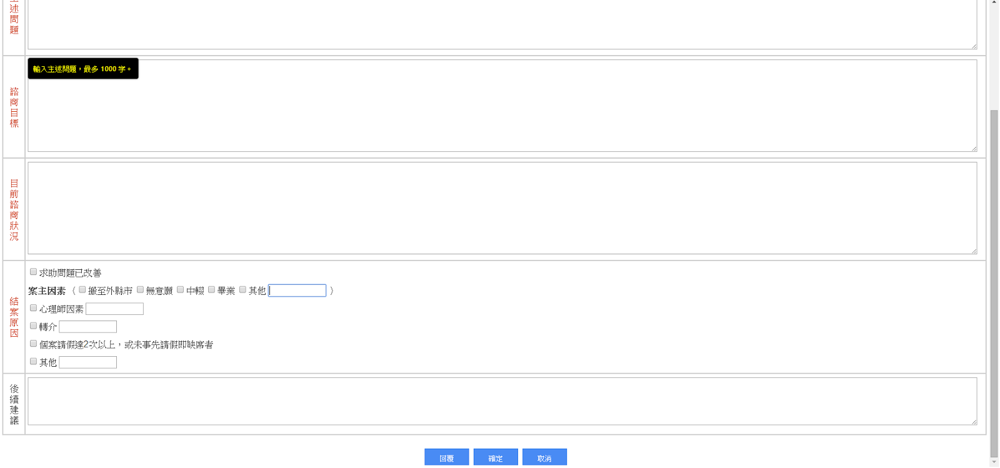 主述問題
輸入主述問題，最多 1000 字。
諮商目標
目前諮商狀況
結案原因
求助問題已改善
案主因素 （ 搬至外縣市 無意願 中輟 畢業 其他 ）
心理師因素
轉介
個案請假達2次以上，或未事先請假即缺席者
其他
後續建議
回覆 確定 取消